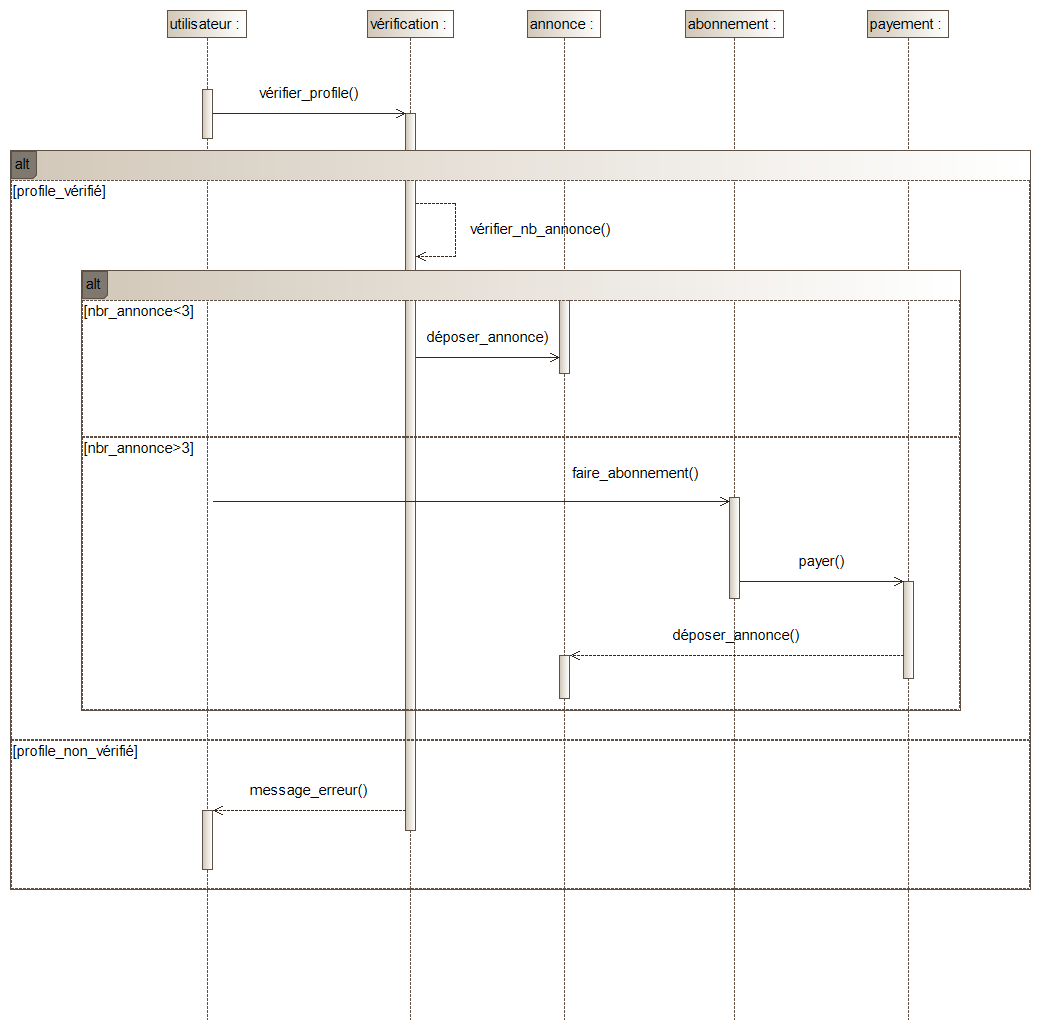 utilisateur :
vérification :
annonce :
abonnement :
payement :
vérifier_profile()
alt
[profile_vérifié]
vérifier_nb_annonce()
alt
[nbr_annonce<3]
déposer_annonce)
[nbr_annonce>3]
faire_abonnement()
payer()
déposer_annonce()
[profile_non_vérifié]
message_erreur()